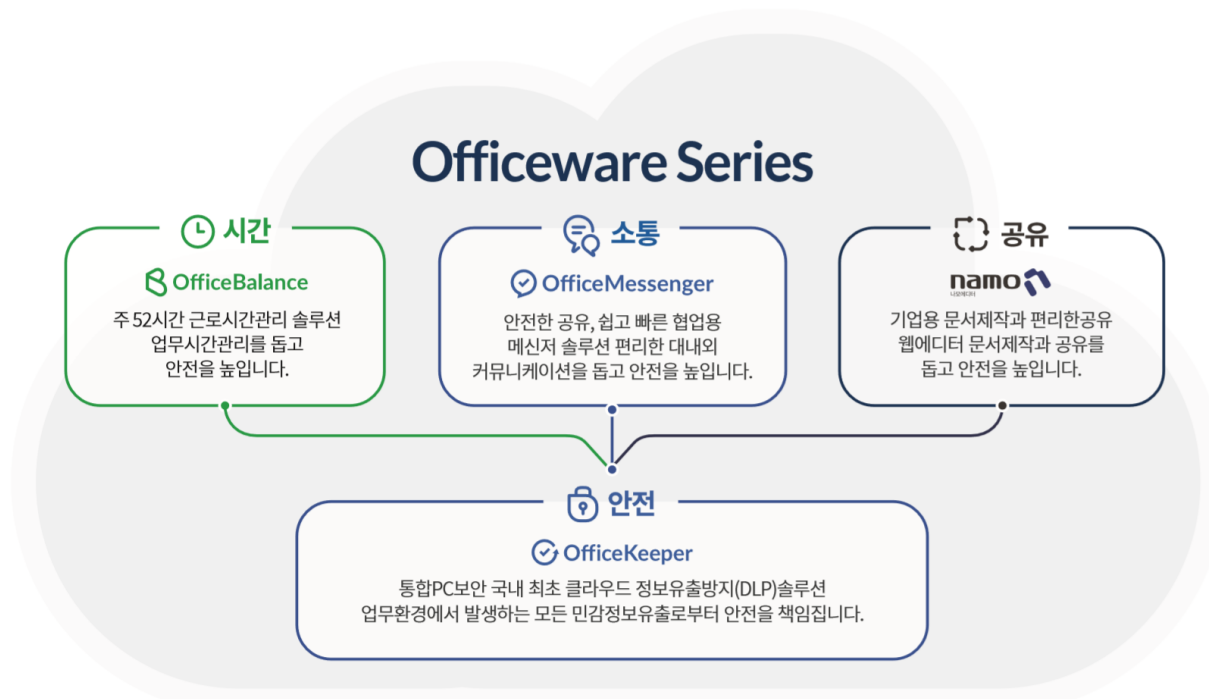 Officeware Series
시간
OfficeBalance
주 52시간 근로시간관리 솔루션
업무시간관리를 돕고
안전을 높입니다.
소통
OfficeMessenger
안전한 공유, 쉽고 빠른 협업용
메신저 솔루션 편리한 대내외
커뮤니케이션을 돕고 안전을 높입니다.
공유
namo
나모에디터
기업용 문서제작과 편리한공유
웹에디터 문서제작과 공유를
돕고 안전을 높입니다.
안전
OfficeKeeper
통합PC보안 국내 최초 클라우드 정보유출방지(DLP)솔루션
업무환경에서 발생하는 모든 민감정보유출로부터 안전을 책임집니다.